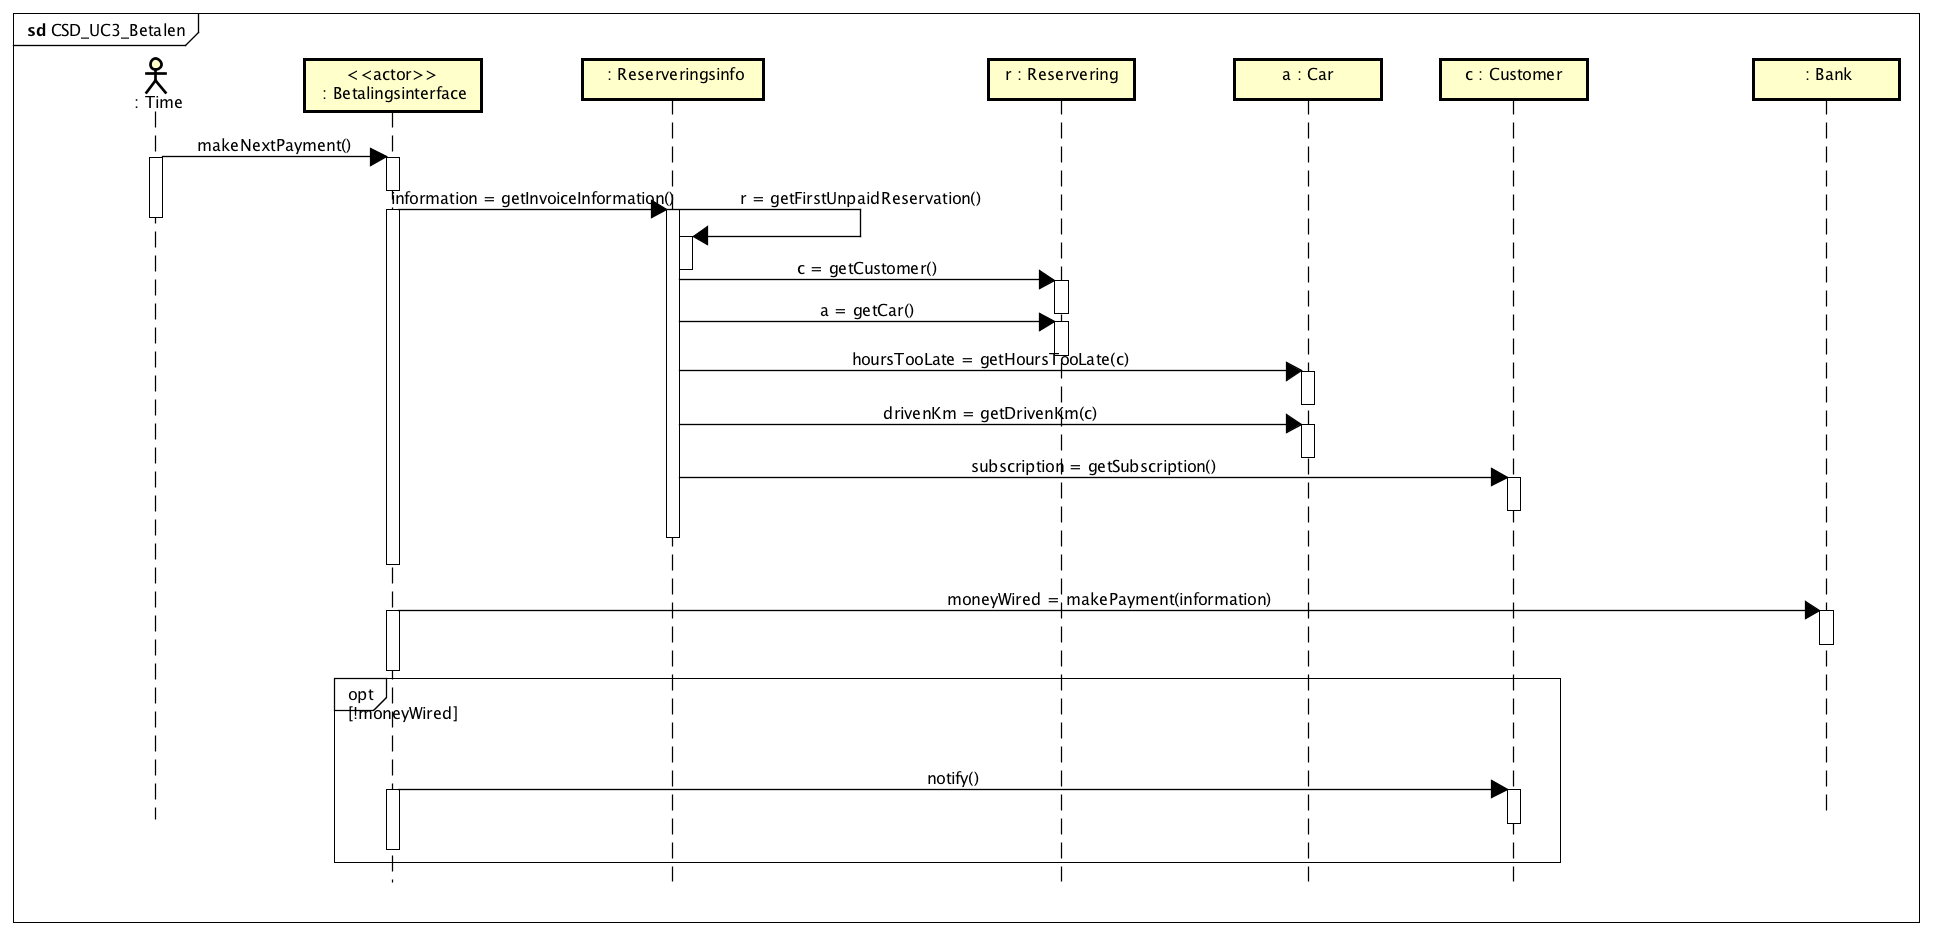 sd CSD_UC3_Betalen
: Time
<<actor>>
: Betalingsinterface
: Reserveringsinfo
r : Reservering
a : Car
c : Customer
: Bank
makeNextPayment()
information = getInvoiceInformation()
r = getFirstUnpaidReservation()
c = getCustomer()
a = getCar()
hoursTooLate = getHoursTooLate(c)
drivenKm = getDrivenKm(c)
subscription = getSubscription()
moneyWired = makePayment(information)
opt
[!moneyWired]
notify()